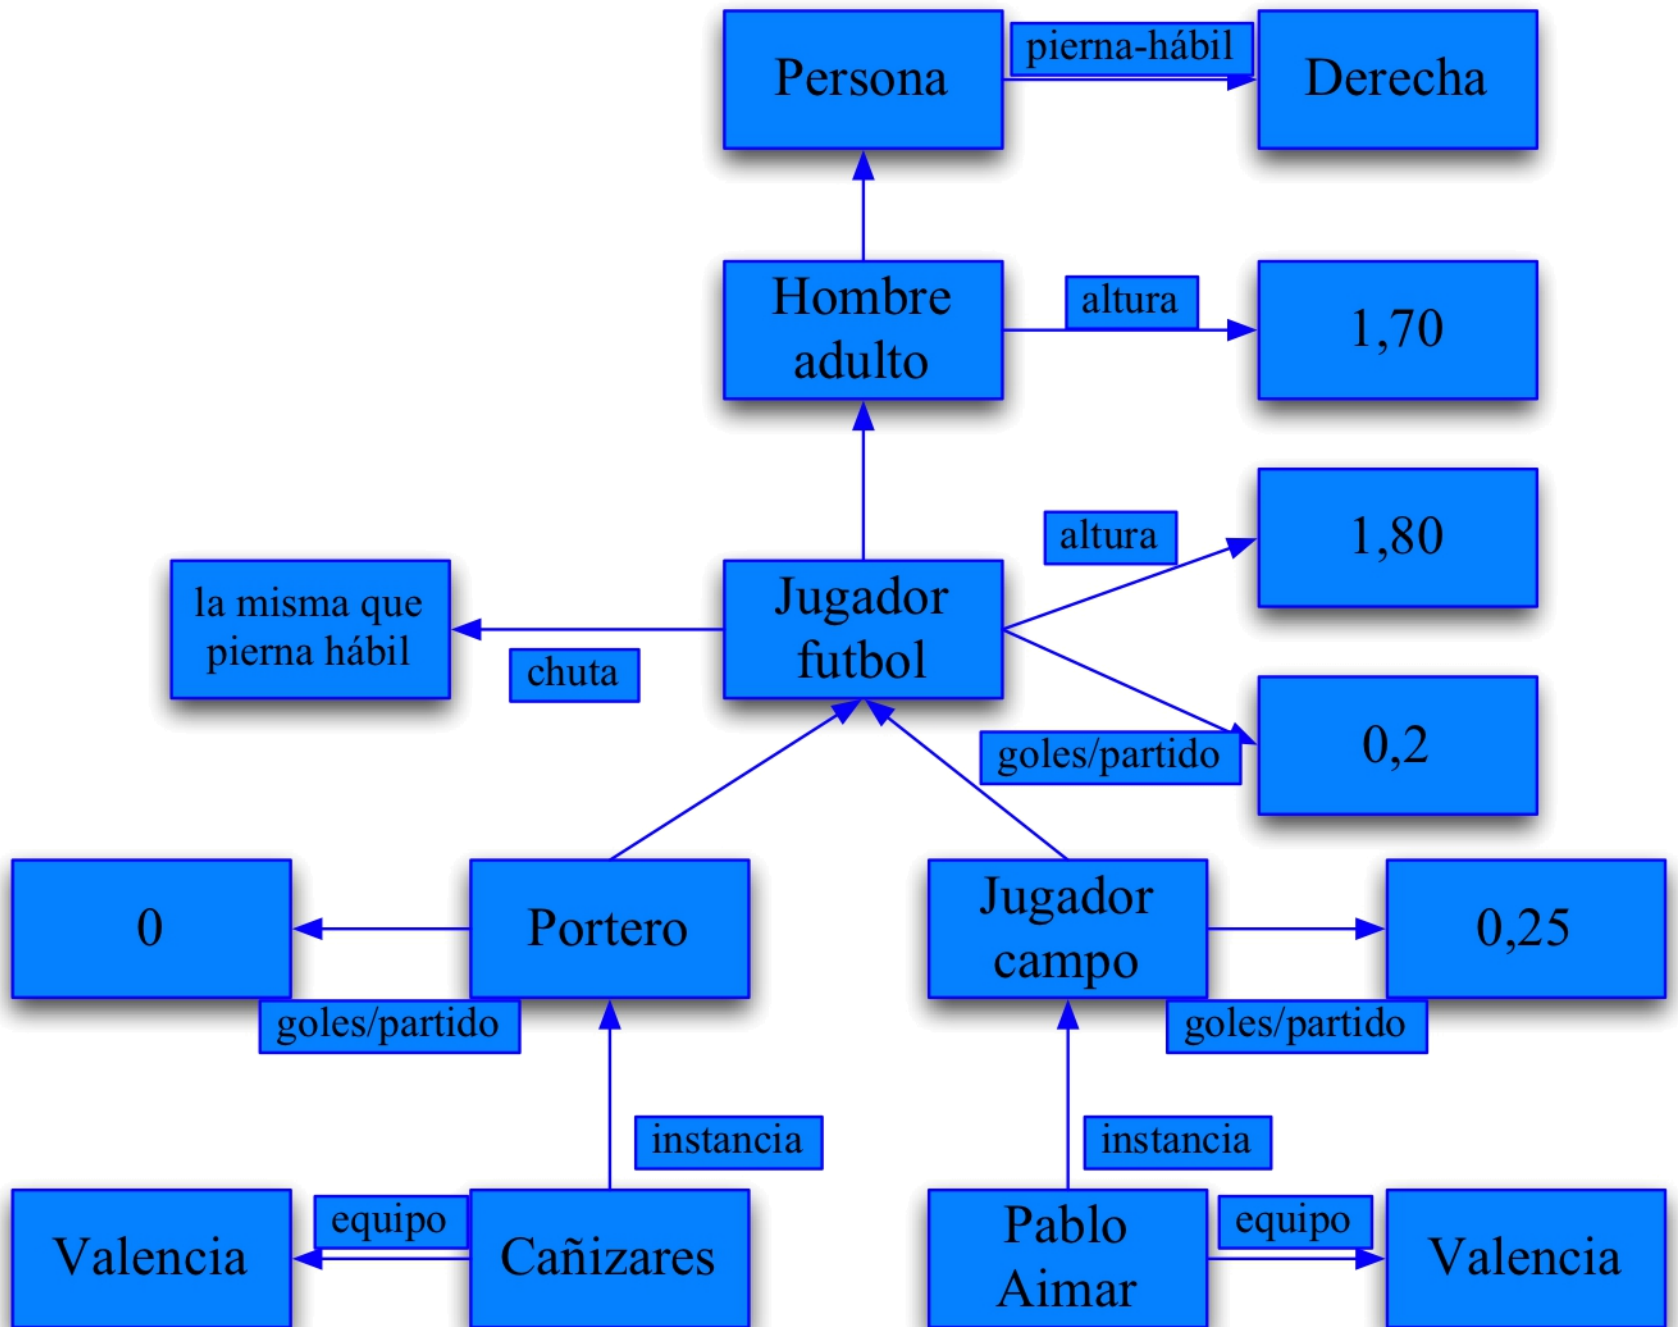 Persona
pierna-hábil
Derecha
Hombre
adulto
altura
1,70
altura
1,80
la misma que
pierna hábil
chuta
Jugador
futbol
goles/partido
0,2
0
Portero
goles/partido
Jugador
campo
0,25
goles/partido
instancia
instancia
Valencia
equipo
Cañizares
Pablo
Aimar
equipo
Valencia